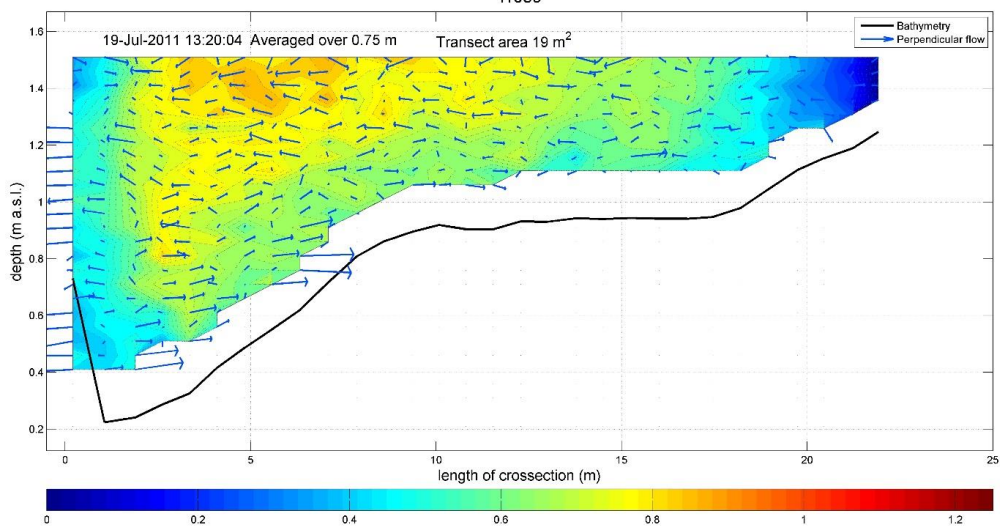 19-Jul-2011 13:20:04 Averaged over 0.75 m
Transect area 19 m²
Bathymetry
Perpendicular flow
1.6
1.4
1.2
1
0.8
0.6
0.4
0.2
depth (m a.s.l.)
0 5 10 15 20 25
length of crossection (m)
0 0.2 0.4 0.6 0.8 1 1.2